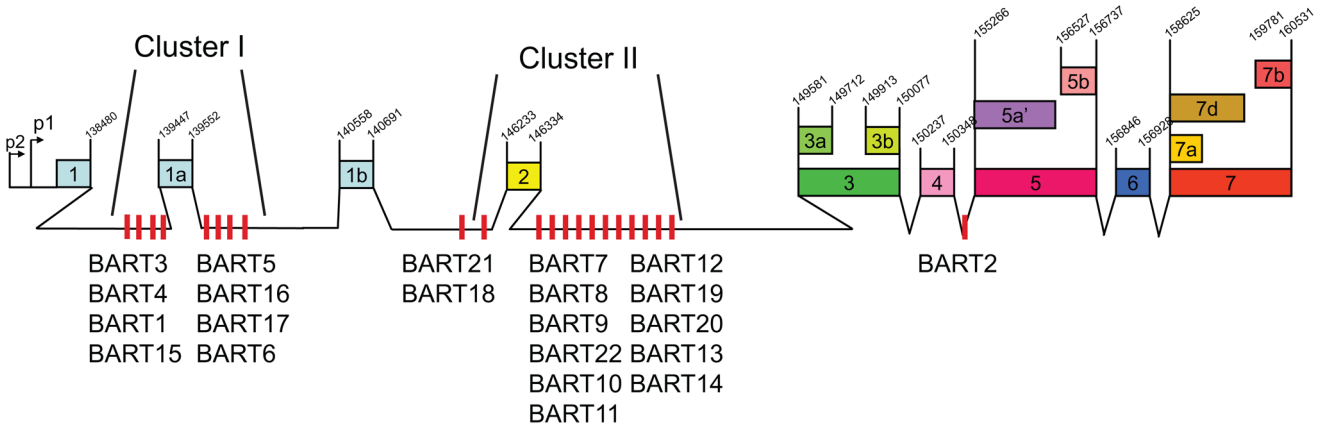 Cluster I
Cluster II
p2
p1
138480
139447
139552
140558
140691
146233
146334
149581
149712
149913
150077
150237
150348
155266
156527
156737
156846
156928
158625
159781
160531
1
1a
1b
2
3a
3b
3
4
5a’
5b
5
6
7d
7b
7a
7
BART3
BART4
BART1
BART15
BART5
BART16
BART17
BART6
BART21
BART18
BART7
BART8
BART9
BART22
BART10
BART11
BART12
BART19
BART20
BART13
BART14
BART2